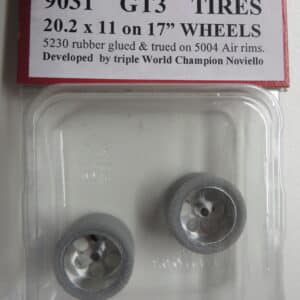 90ST GT3 TIRES
20.2 x 11 on 17” WHEELS
5230 rubber glued & trued on 5004 Air rims.
Developed by triple World Champion Noviello